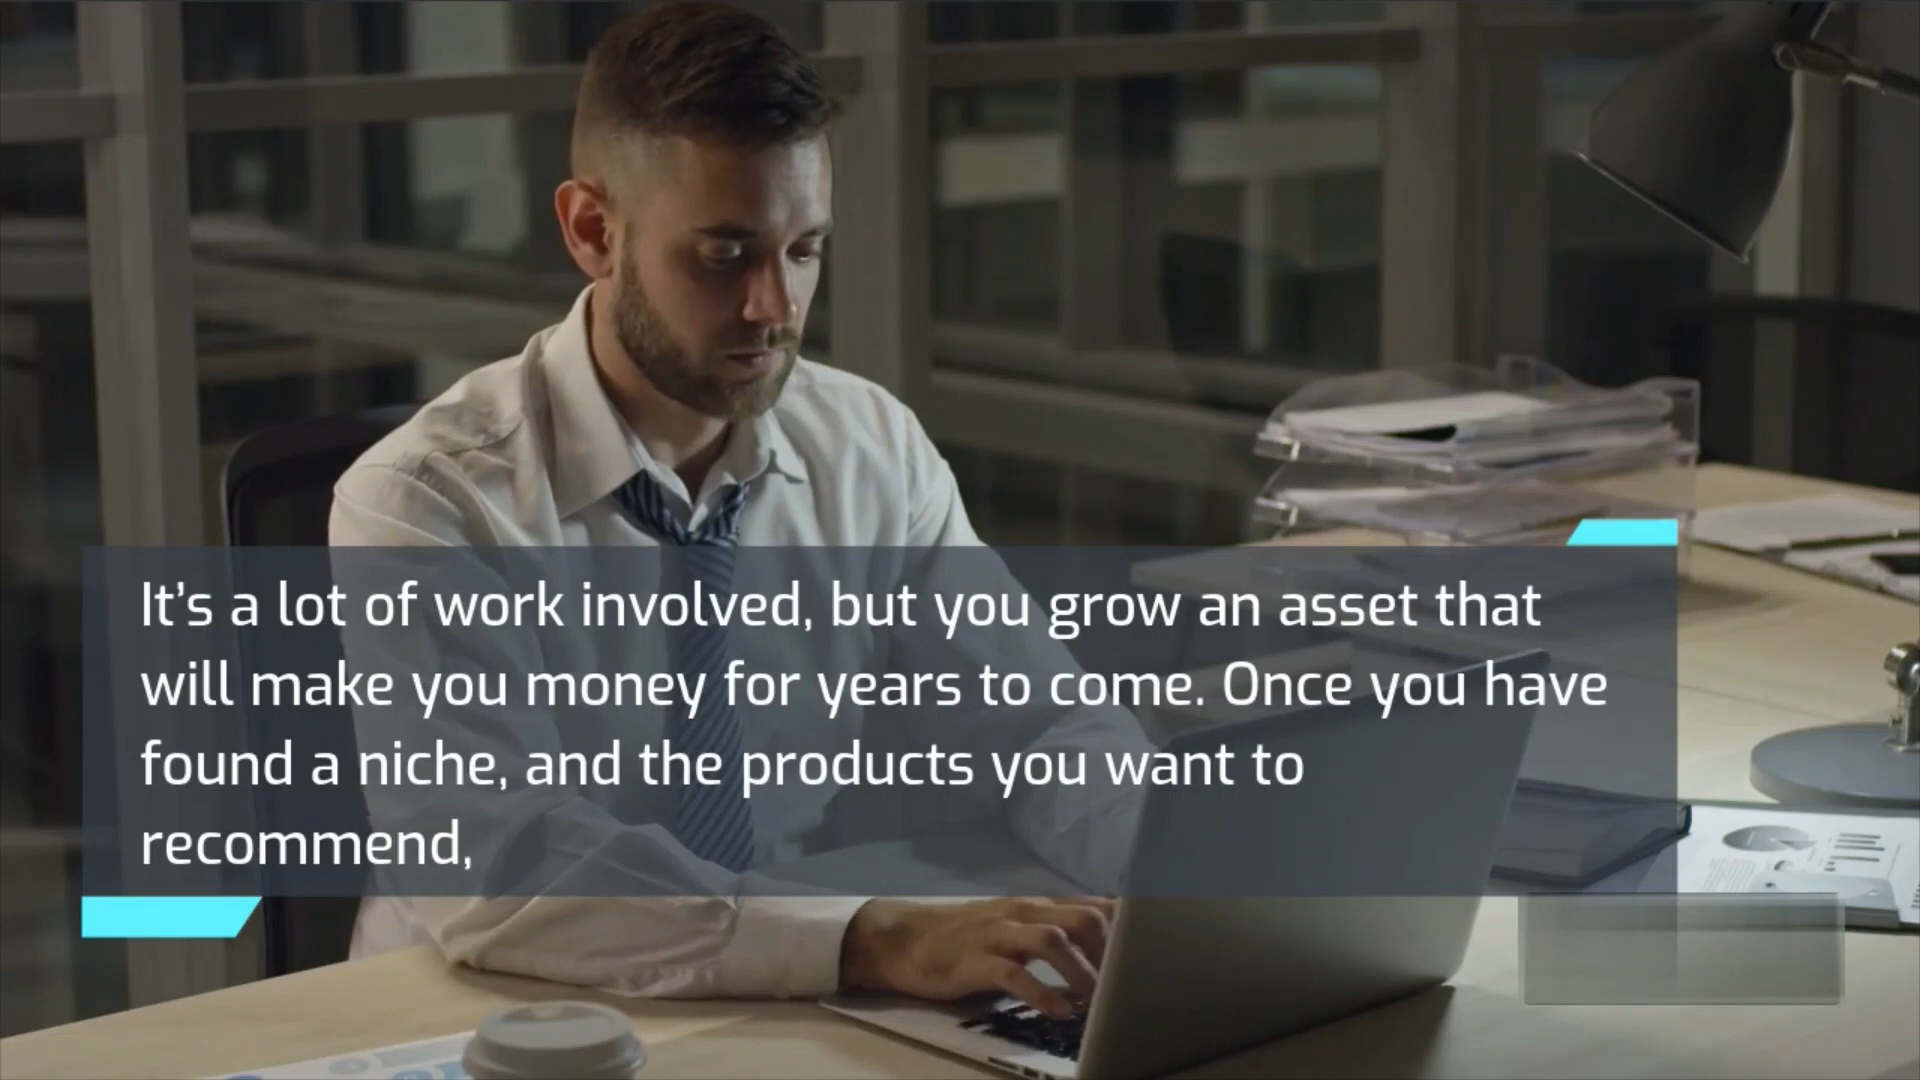 It’s a lot of work involved, but you grow an asset that
will make you money for years to come. Once you have
found a niche, and the products you want to
recommend,